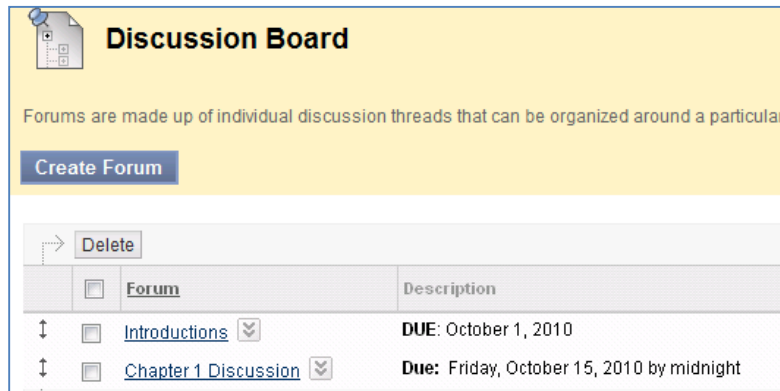 Discussion Board
Forums are made up of individual discussion threads that can be organized around a particular
Create Forum
Delete
Forum Description
Introductions DUE: October 1, 2010
Chapter 1 Discussion Due: Friday, October 15, 2010 by midnight